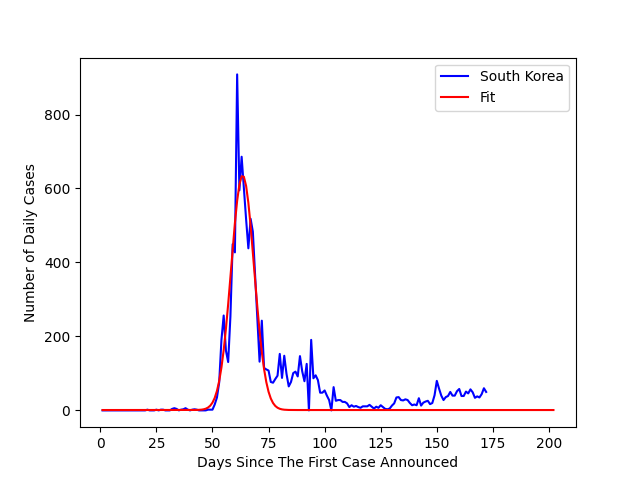 South Korea
Fit
Number of Daily Cases
800
600
400
200
0
0 25 50 75 100 125 150 175 200
Days Since The First Case Announced